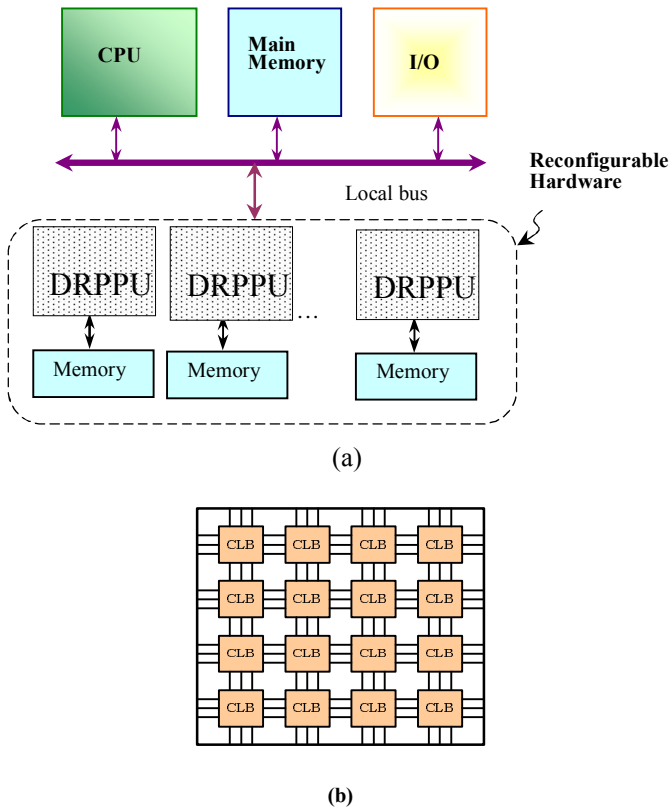 CPU
Main
Memory
I/O
Reconfigurable
Hardware
Local bus
DRPPU
DRPPU
...
DRPPU
Memory
Memory
Memory
(a)
CLB CLB CLB CLB
CLB CLB CLB CLB
CLB CLB CLB CLB
CLB CLB CLB CLB
(b)